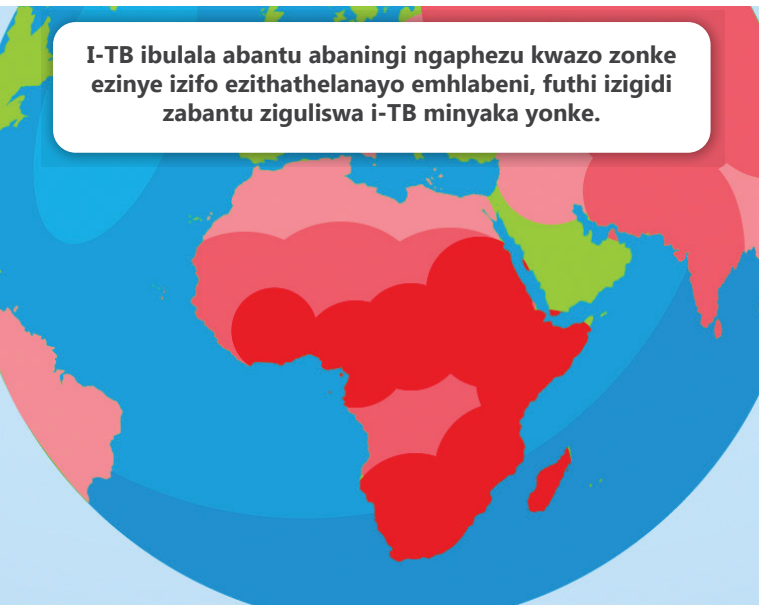 I-TB ibulala abantu abaningi ngaphezu kwazo zonke
ezinye izifo ezithathelanayo emhlabeni, futhi izigidi
zabantu ziguliswa i-TB minyaka yonke.